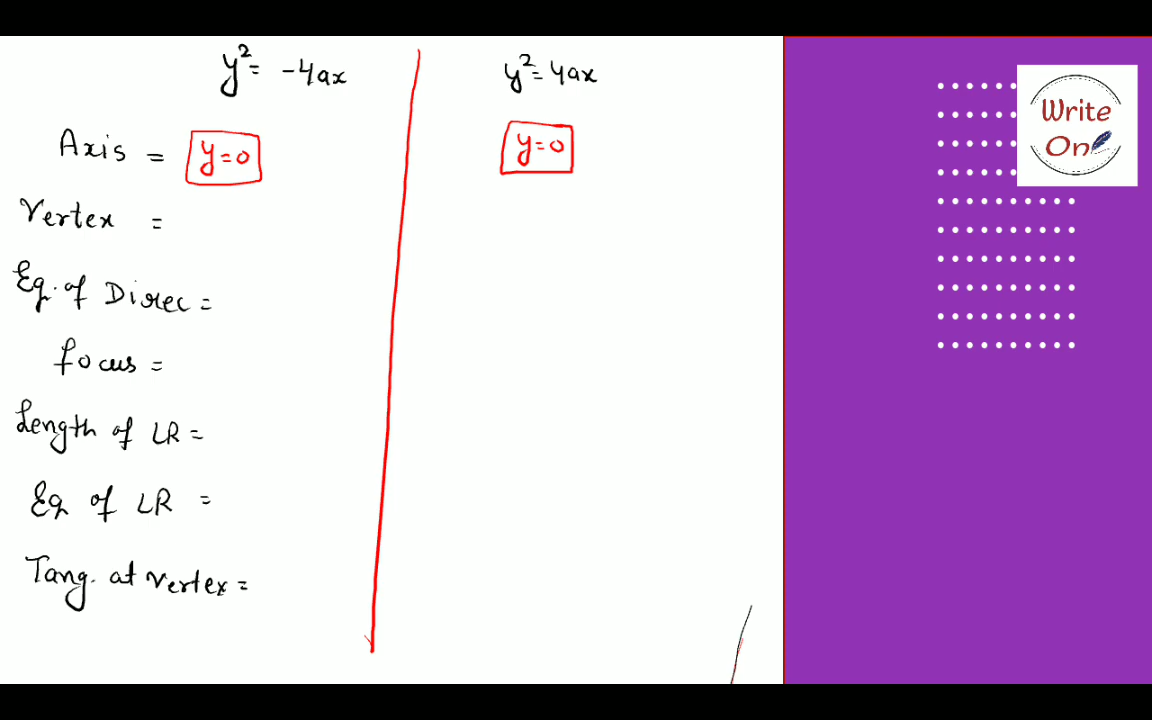 y² = -4ax
y² = 4ax
Axis = y=0
y=0
Vertex =
Eq. of Direc =
focus =
Length of LR =
Eq of LR =
Tang. at vertex =
Write
On